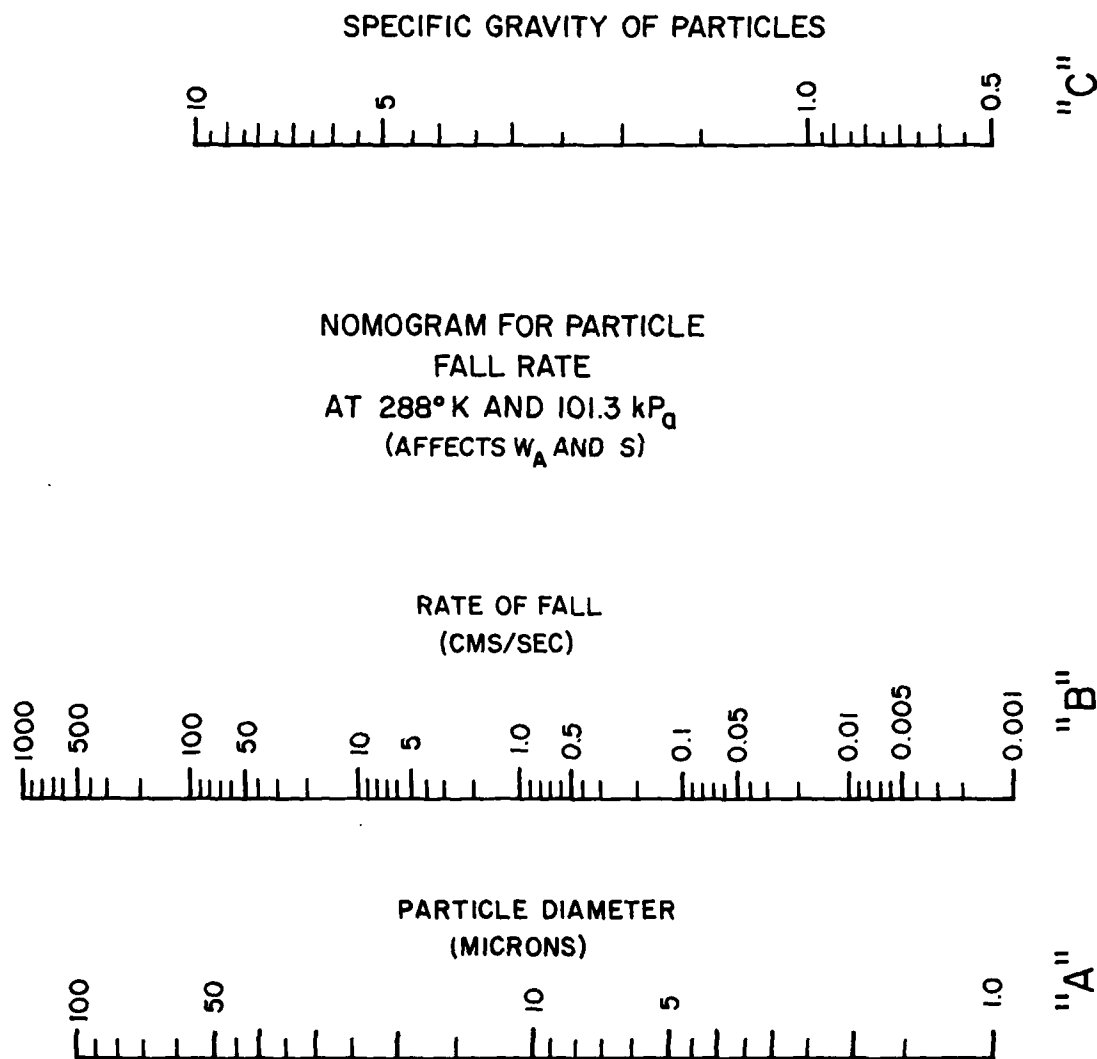 SPECIFIC GRAVITY OF PARTICLES
10
5
1.0
0.5
"C"
NOMOGRAM FOR PARTICLE
FALL RATE
AT 288° K AND 101.3 kPa
(AFFECTS WA AND S)
RATE OF FALL
(CMS/SEC)
1000
500
100
50
10
5
1.0
0.5
0.1
0.05
0.01
0.005
0.001
"B"
PARTICLE DIAMETER
(MICRONS)
100
50
10
5
1.0
"A"